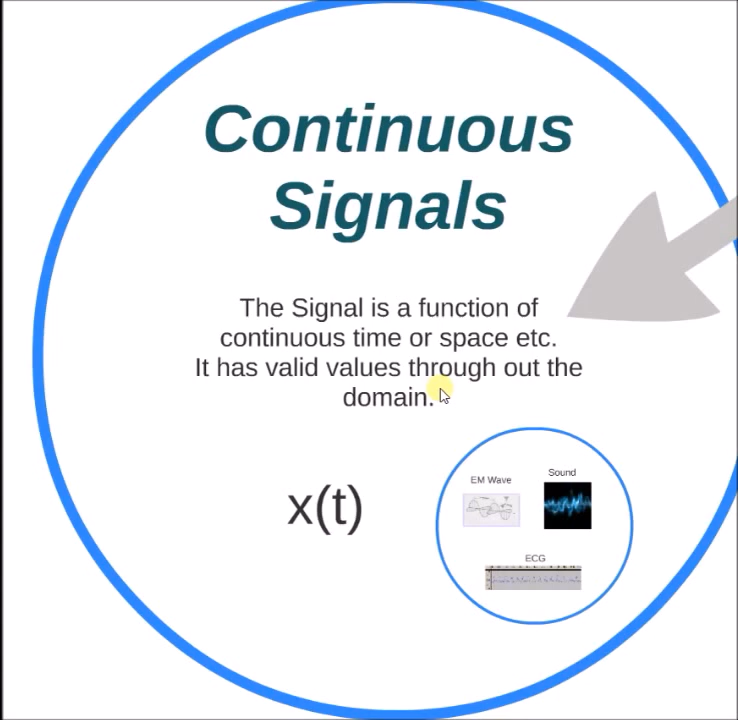 Continuous
Signals
The Signal is a function of
continuous time or space etc.
It has valid values through out the
domain.
x(t)
EM Wave
Sound
ECG